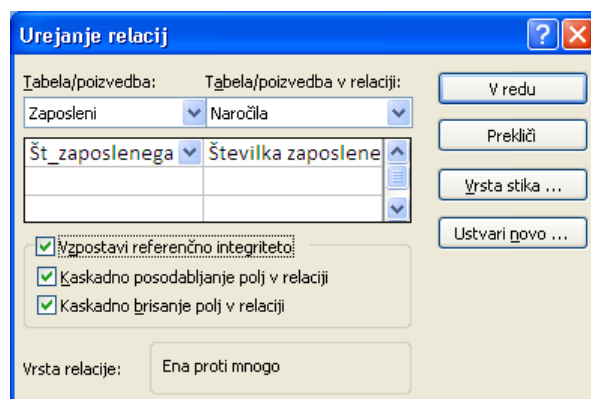 Urejanje relacij
Tabela/poizvedba: Tabela/poizvedba v relaciji:
Zaposleni Naročila
Št_zaposlenega Številka zaposlene
V redu
Prekliči
Vrsta stika ...
Ustvari novo ...
Vzpostavi referenčno integriteto
Kaskadno posodabljanje polj v relaciji
Kaskadno brisanje polj v relaciji
Vrsta relacije: Ena proti mnogo